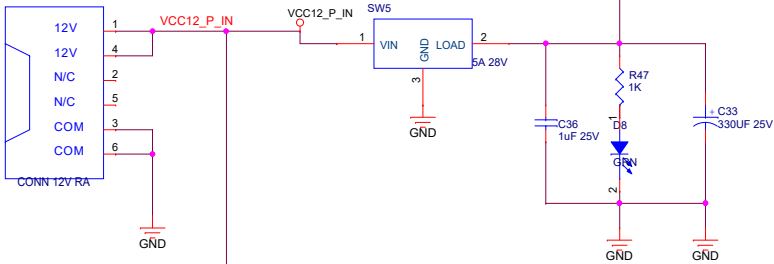 12V
1
VCC12_P_IN
12V
4
N/C
2
N/C
5
COM
3
COM
6
CONN 12V RA
GND
VCC12_P_IN
SW5
1
VIN
GND
LOAD
2
5A 28V
3
GND
C36
1uF 25V
R47
1K
1
D8
GRN
2
GND
+
C33
330UF 25V
GND